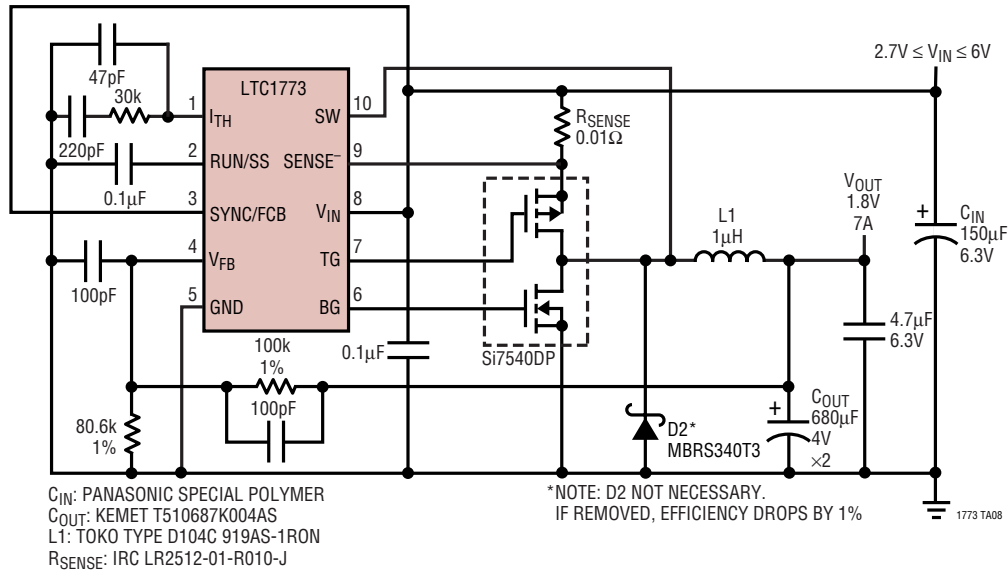 2.7V ≤ VIN ≤ 6V
47pF
30k
220pF
0.1µF
100pF
LTC1773
1
ITH
2
RUN/SS
3
SYNC/FCB
4
VFB
5
GND
10
SW
9
SENSE–
8
VIN
7
TG
6
BG
RSENSE
0.01Ω
L1
1µH
VOUT
1.8V
7A
+
CIN
150µF
6.3V
Si7540DP
0.1µF
4.7µF
6.3V
100k
1%
100pF
80.6k
1%
D2*
MBRS340T3
+
COUT
680µF
4V
×2
CIN: PANASONIC SPECIAL POLYMER
COUT: KEMET T510687K004AS
L1: TOKO TYPE D104C 919AS-1RON
RSENSE: IRC LR2512-01-R010-J
*NOTE: D2 NOT NECESSARY.
IF REMOVED, EFFICIENCY DROPS BY 1%
1773 TA08